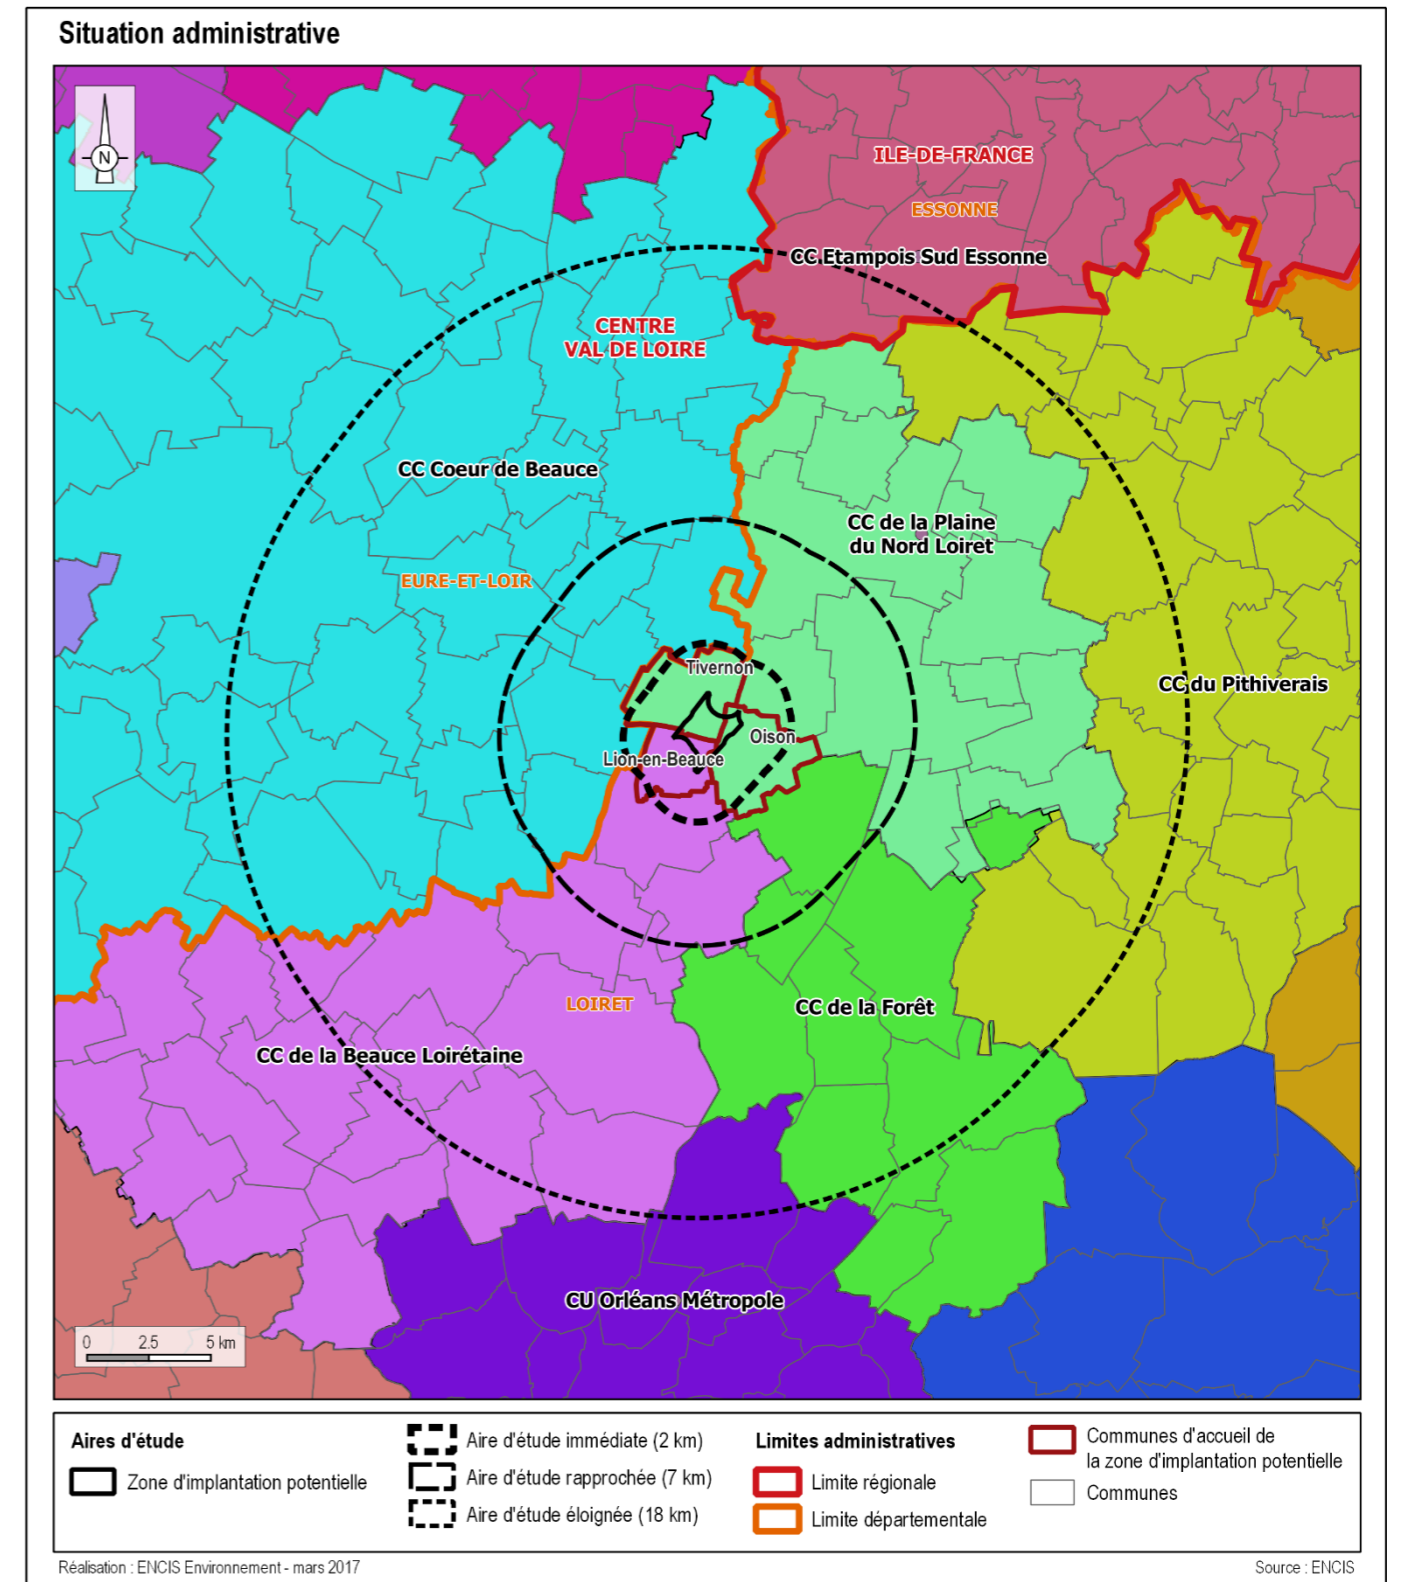 Situation administrative
N
ILE-DE-FRANCE
ESSONNE
CC Etampois Sud Essonne
CENTRE
VAL DE LOIRE
CC Coeur de Beauce
CC de la Plaine
du Nord Loiret
EURE-ET-LOIR
Tivernon
CC du Pithiverais
Oison
Lion-en-Beauce
LOIRET
CC de la Forêt
CC de la Beauce Loirétaine
CU Orléans Métropole
0 2.5 5 km
Aires d'étude
Zone d'implantation potentielle
Aire d'étude immédiate (2 km)
Aire d'étude rapprochée (7 km)
Aire d'étude éloignée (18 km)
Limites administratives
Limite régionale
Limite départementale
Communes d'accueil de
la zone d'implantation potentielle
Communes
Réalisation : ENCIS Environnement - mars 2017
Source : ENCIS